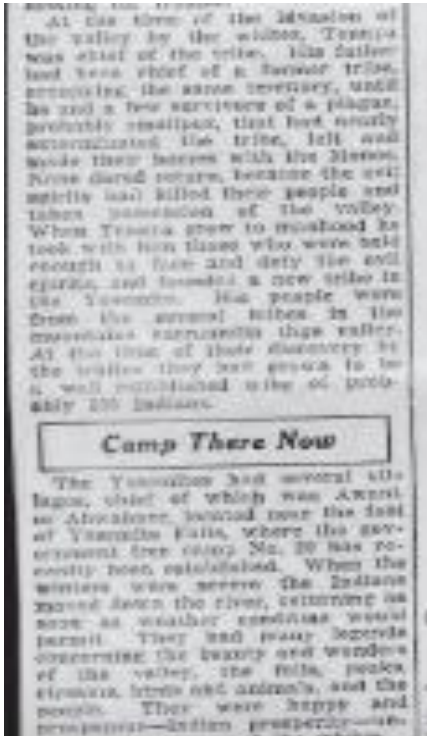 At the time of the invasion of
the valley by the whites, Tenaya
was chief of the tribe. His father
had been chief of a former tribe,
occupying the same territory, until
he and a few survivors of a plague,
probably smallpox, that had nearly
exterminated the tribe, left and
made their homes with the Monos.
None dared return, because the evil
spirits had killed their people and
taken possession of the valley.
When Tenaya grew to manhood he
took with him those who were bold
enough to face and defy the evil
spirits, and founded a new tribe in
the Yosemite. His people were
from the several tribes in the
mountains surrounding this valley.
At the time of their discovery by
the whites they had grown to be
a well established tribe of prob-
ably Indians.
Camp There Now
The Yosemites had several vil-
lages, chief of which was
or located near the foot
of Yosemite Falls, where the gov-
ernment free camp No. has re-
cently been established. When the
winters were severe the Indians
moved down the river, returning as
soon as weather conditions would
permit. They had many legends
concerning the beauty and wonders
of the valley, the falls, peaks,
streams, birds and animals, and the
people. They were happy and
prosperous—Indian prosperity—